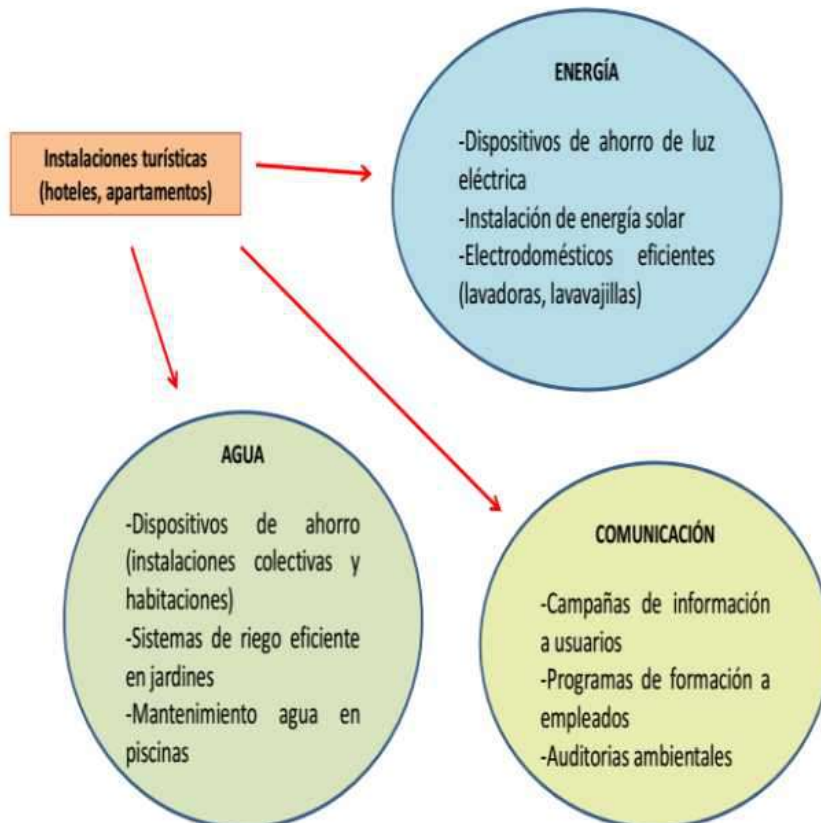 Instalaciones turísticas
(hoteles, apartamentos)
ENERGÍA
-Dispositivos de ahorro de luz
eléctrica
-Instalación de energía solar
-Electrodomésticos eficientes
(lavadoras, lavavajillas)
AGUA
-Dispositivos de ahorro
(instalaciones colectivas y
habitaciones)
-Sistemas de riego eficiente
en jardines
-Mantenimiento agua en
piscinas
COMUNICACIÓN
-Campañas de información
a usuarios
-Programas de formación a
empleados
-Auditorias ambientales